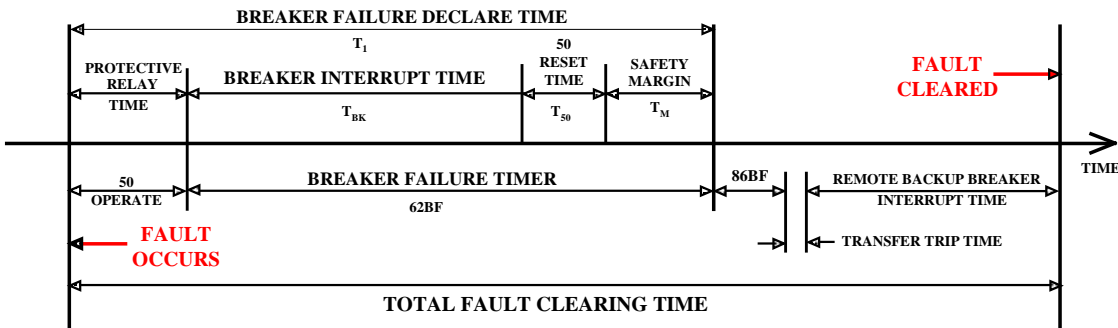 BREAKER FAILURE DECLARE TIME
T1
PROTECTIVE
RELAY
TIME
BREAKER INTERRUPT TIME
TBK
50
RESET
TIME
T50
SAFETY
MARGIN
TM
FAULT
CLEARED
TIME
50
OPERATE
BREAKER FAILURE TIMER
62BF
86BF
REMOTE BACKUP BREAKER
INTERRUPT TIME
FAULT
OCCURS
TRANSFER TRIP TIME
TOTAL FAULT CLEARING TIME